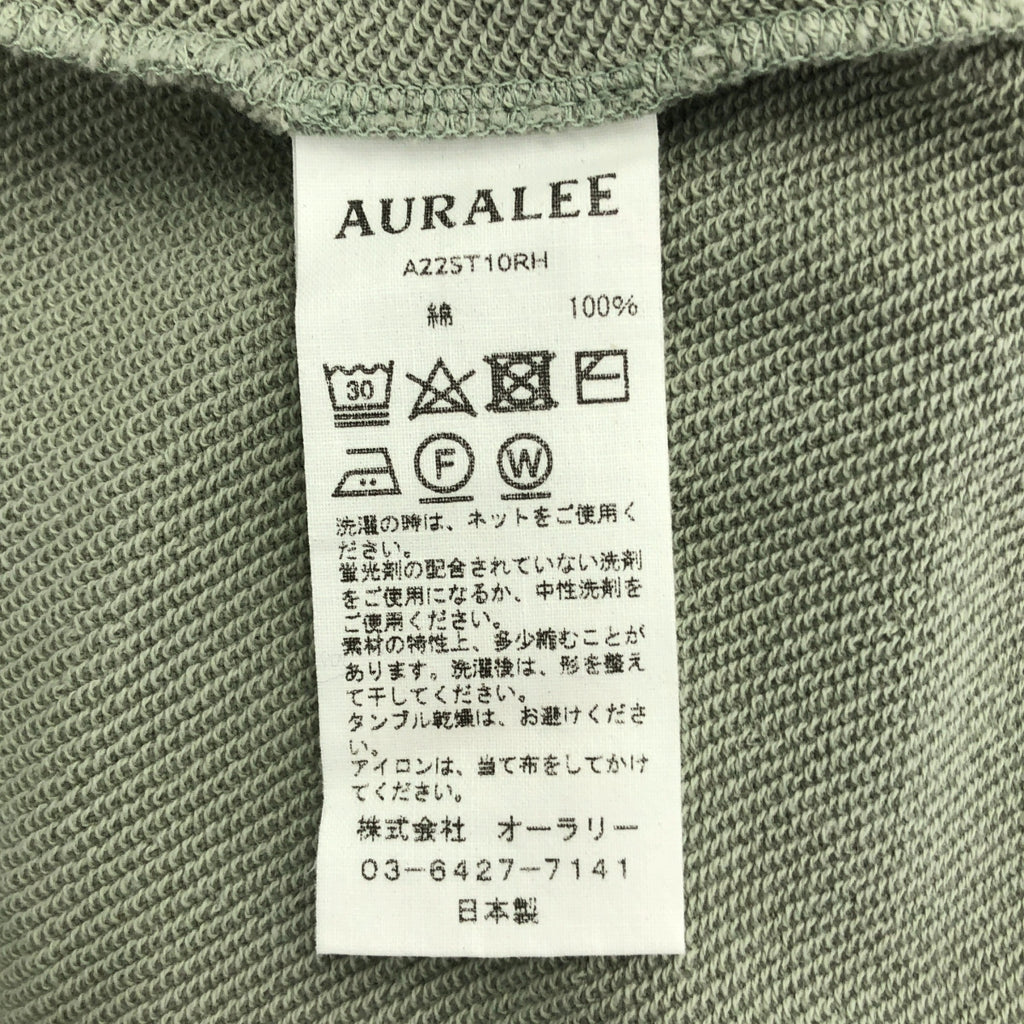 AURALEE
A22ST10RH
綿 100%
30
F W
洗濯の時は、ネットをご使用く
ださい。
蛍光剤の配合されていない洗剤
をご使用になるか、中性洗剤を
ご使用ください。
素材の特性上、多少縮むことが
あります。洗濯後は、形を整え
て干してください。
タンブル乾燥は、お避けくださ
い。
アイロンは、当て布をしてかけ
てください。
株式会社 オーラリー
03-6427-7141
日本製